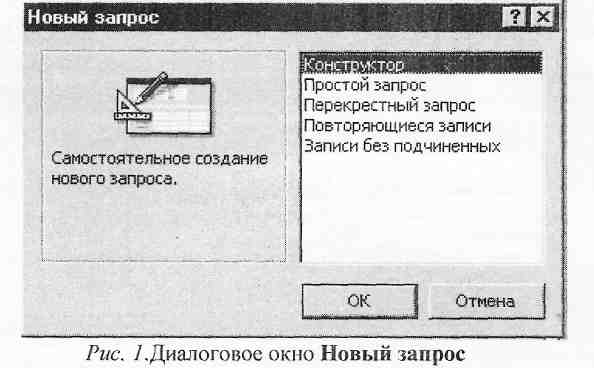 Новый запрос
Конструктор
Простой запрос
Перекрестный запрос
Повторяющиеся записи
Записи без подчиненных
Самостоятельное создание
нового запроса.
ОК
Отмена
Рис. 1.Диалоговое окно Новый запрос